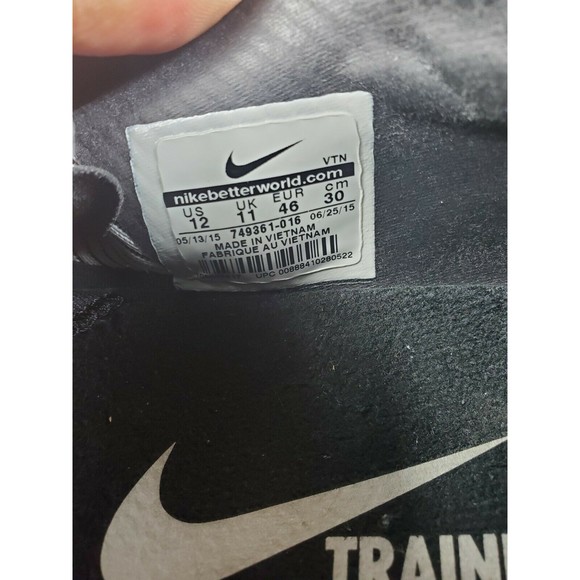 VTN
nikebetterworld.com
US UK EUR cm
12 11 46 30
05/13/15 749361-016 06/25/15
MADE IN VIETNAM
FABRIQUE AU VIETNAM
UPC 00888410280522
TRAIN